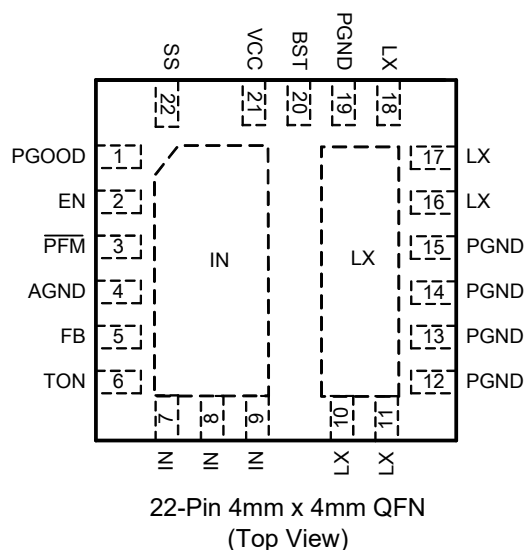 SS
VCC
BST
PGND
LX
22
21
20
19
18
PGOOD 1
EN 2
PFM 3
AGND 4
FB 5
TON 6
IN
LX
17 LX
16 LX
15 PGND
14 PGND
13 PGND
12 PGND
7
8
9
10
11
IN
IN
IN
LX
LX
22-Pin 4mm x 4mm QFN
(Top View)